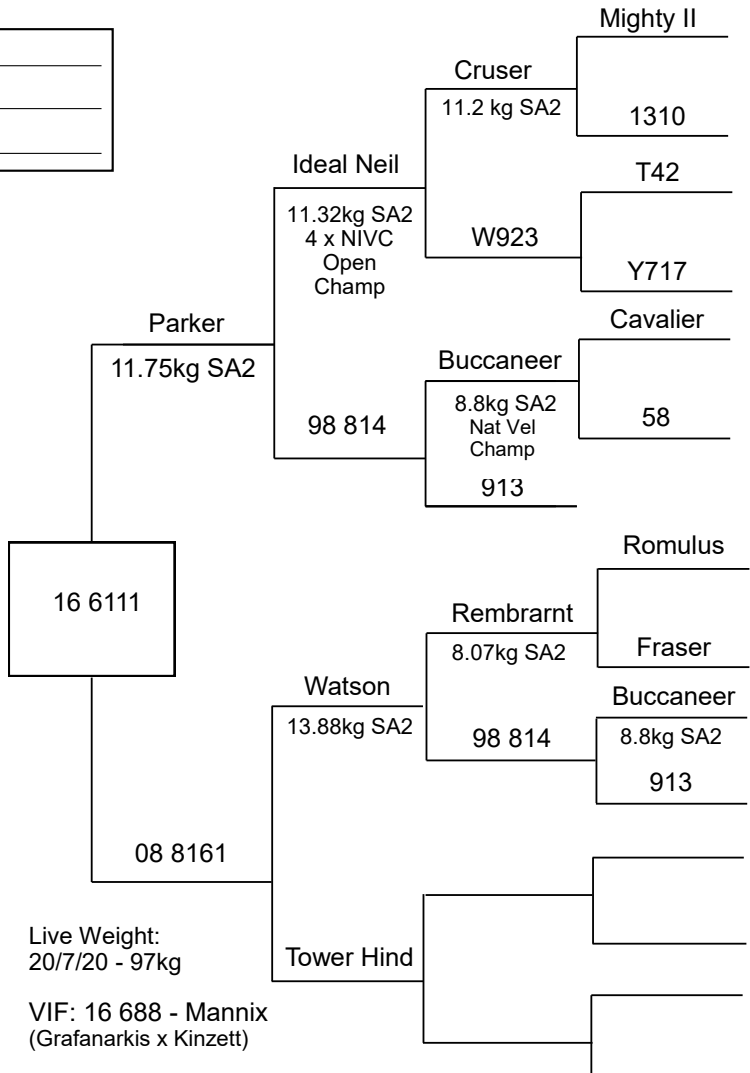 Mighty II
Cruser
11.2 kg SA2
1310
Ideal Neil
T42
11.32kg SA2
4 x NIVC
Open
Champ
W923
Y717
Parker
Cavalier
11.75kg SA2
Buccaneer
8.8kg SA2
Nat Vel
Champ
58
98 814
913
16 6111
Romulus
Rembrarnt
8.07kg SA2
Fraser
Watson
Buccaneer
13.88kg SA2
98 814
8.8kg SA2
913
08 8161
Live Weight:
20/7/20 - 97kg
Tower Hind
VIF: 16 688 - Mannix
(Grafanarkis x Kinzett)